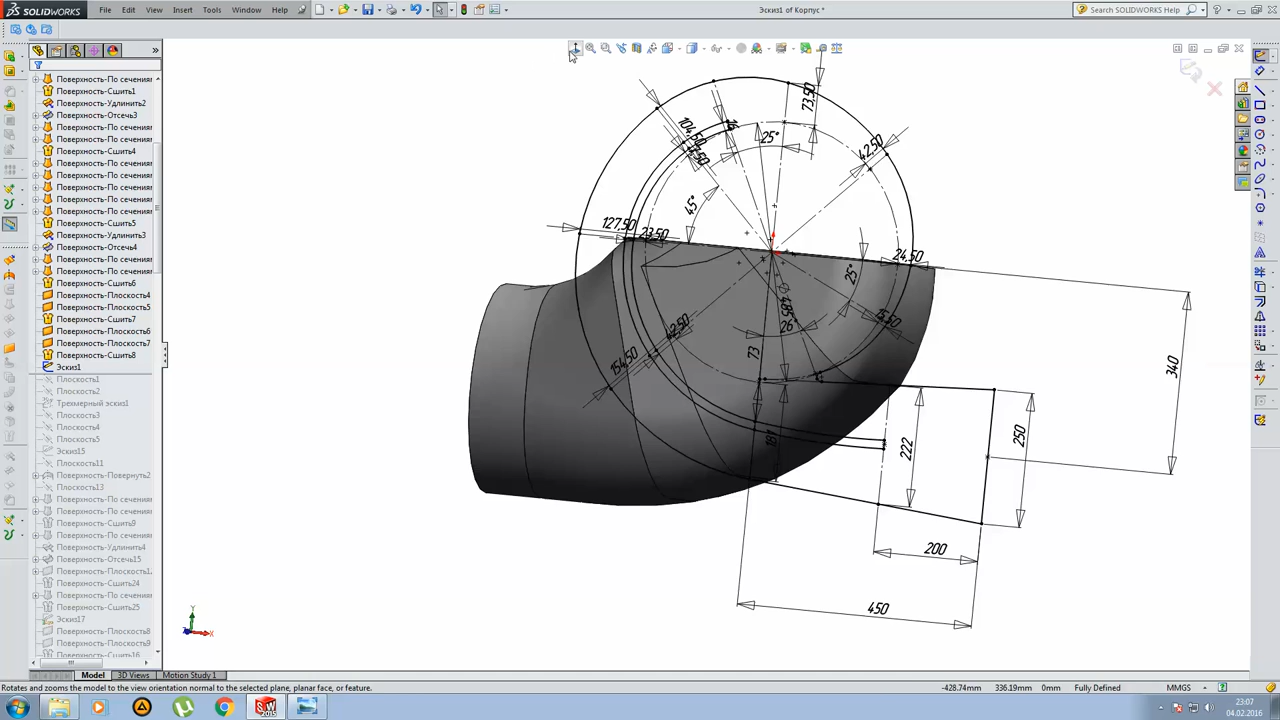 SOLIDWORKS
File
Edit
View
Insert
Tools
Window
Help
Эскиз1 of Корпус *
Search SOLIDWORKS Help
Поверхность-По сечениям
Поверхность-Сшить1
Поверхность-Удлинить2
Поверхность-Отсечь3
Поверхность-По сечениям
Поверхность-По сечениям
Поверхность-Сшить4
Поверхность-По сечениям
Поверхность-По сечениям
Поверхность-По сечениям
Поверхность-По сечениям
Поверхность-По сечениям
Поверхность-Сшить5
Поверхность-Удлинить3
Поверхность-Отсечь4
Поверхность-По сечениям
Поверхность-По сечениям
Поверхность-Сшить6
Поверхность-Плоскость4
Поверхность-Плоскость5
Поверхность-Сшить7
Поверхность-Плоскость6
Поверхность-Плоскость7
Поверхность-Сшить8
Эскиз1
Плоскость1
Плоскость2
Трехмерный эскиз1
Плоскость3
Плоскость4
Плоскость5
Эскиз15
Плоскость11
Поверхность-Повернуть2
Плоскость13
Поверхность-По сечениям
Поверхность-По сечениям
Поверхность-Сшить9
Поверхность-По сечениям
Поверхность-Удлинить4
Поверхность-Отсечь15
Поверхность-Плоскость1
Поверхность-Сшить24
Поверхность-По сечениям
Поверхность-Сшить25
Эскиз17
Поверхность-Плоскость8
Поверхность-Плоскость9
Поверхность-Сшить16
73,50
104,50
25°
42,50
45°
127,50
23,50
24,50
25°
26°
42,50
154,50
73
181
340
250
222
200
450
Y
X
Model
3D Views
Motion Study 1
Rotates and zooms the model to the view orientation normal to the selected plane, planar face, or feature.
-428.74mm
336.19mm
0mm
Fully Defined
MMGS
23:07
04.02.2016